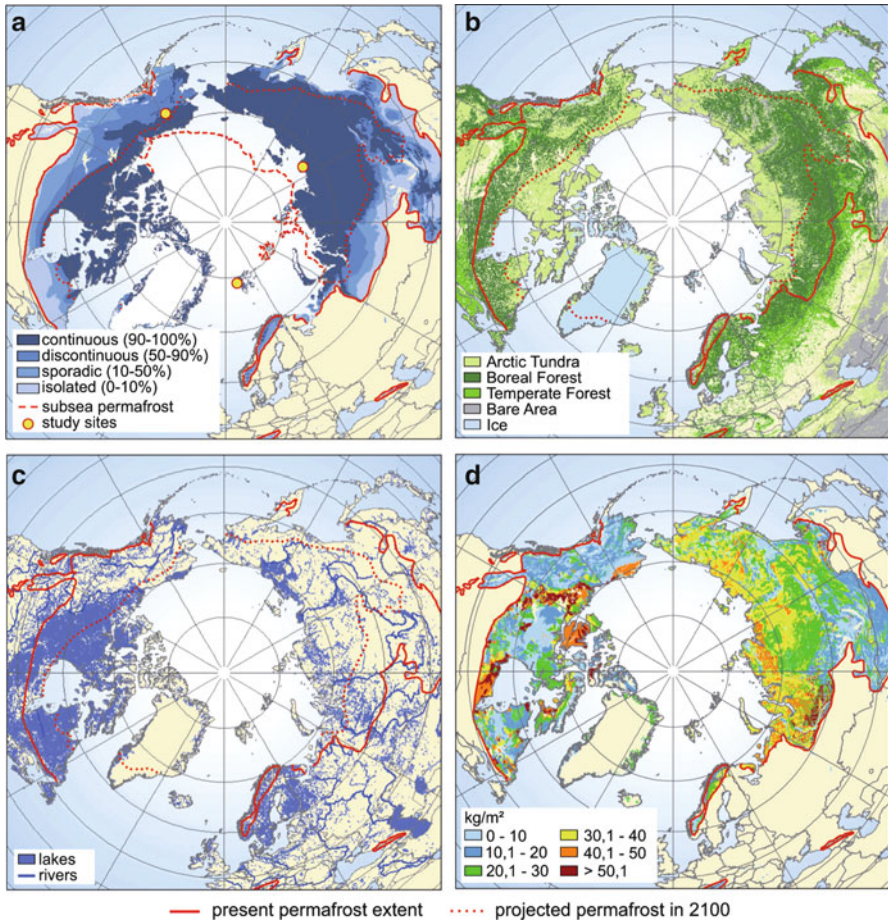 a
continuous (90-100%)
discontinuous (50-90%)
sporadic (10-50%)
isolated (0-10%)
subsea permafrost
study sites
b
Arctic Tundra
Boreal Forest
Temperate Forest
Bare Area
Ice
c
lakes
rivers
d
kg/m²
0 - 10
10,1 - 20
20,1 - 30
30,1 - 40
40,1 - 50
> 50,1
present permafrost extent
projected permafrost in 2100